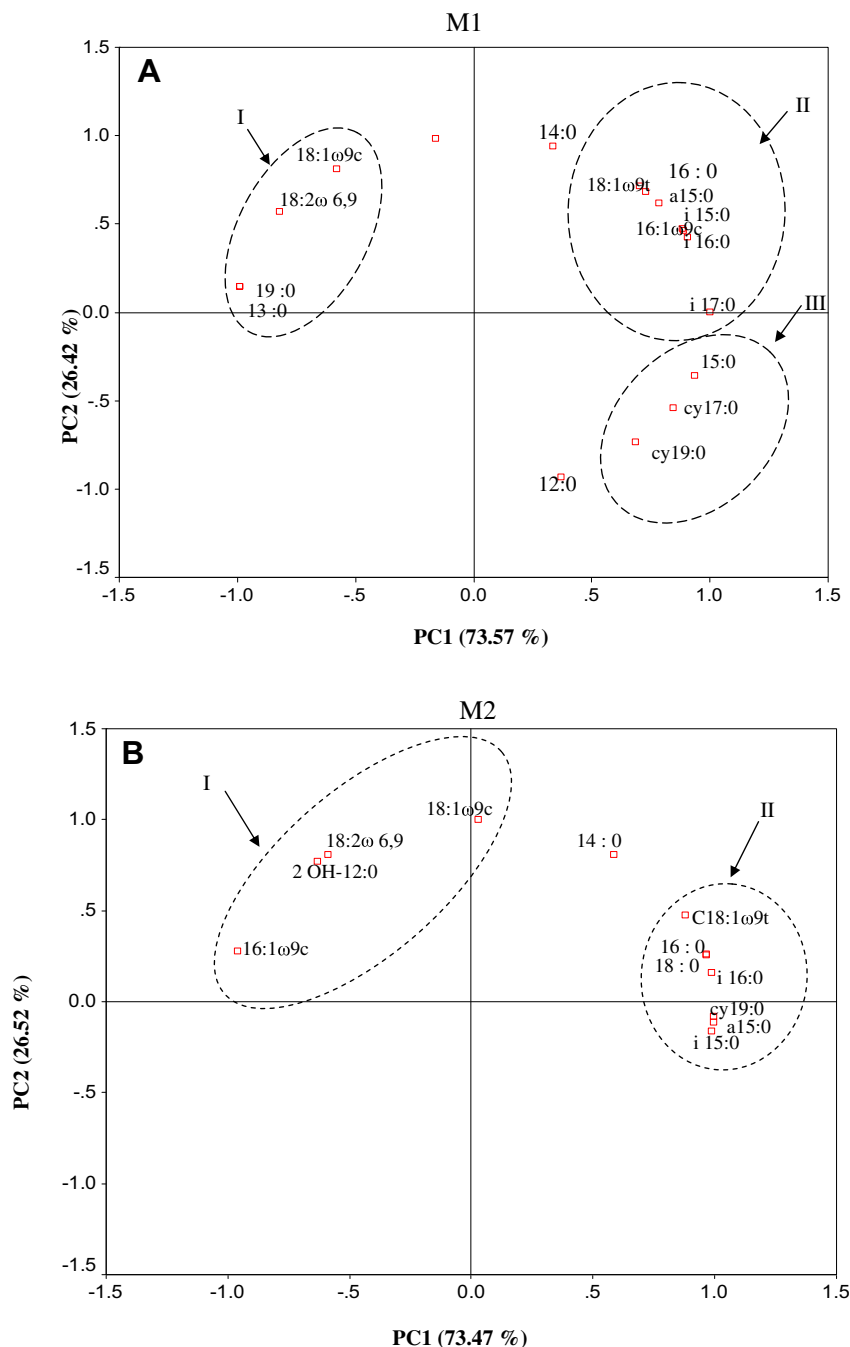 M1
A
1.5
1.0
.5
0.0
-.5
-1.0
-1.5
PC2 (26.42 %)
I
II
III
18:1ω9c
18:2ω 6,9
19 :0
13 :0
14:0
16 : 0
18:1ω9t
a15:0
i 15:0
16:1ω9c
i 16:0
i 17:0
15:0
cy17:0
cy19:0
12:0
-1.5 -1.0 -.5 0.0 .5 1.0 1.5
PC1 (73.57 %)
M2
B
1.5
1.0
.5
0.0
-.5
-1.0
-1.5
PC2 (26.52 %)
I
II
18:1ω9c
18:2ω 6,9
2 OH-12:0
16:1ω9c
14 : 0
C18:1ω9t
16 : 0
18 : 0
i 16:0
cy19:0
a15:0
i 15:0
-1.5 -1.0 -.5 0.0 .5 1.0 1.5
PC1 (73.47 %)